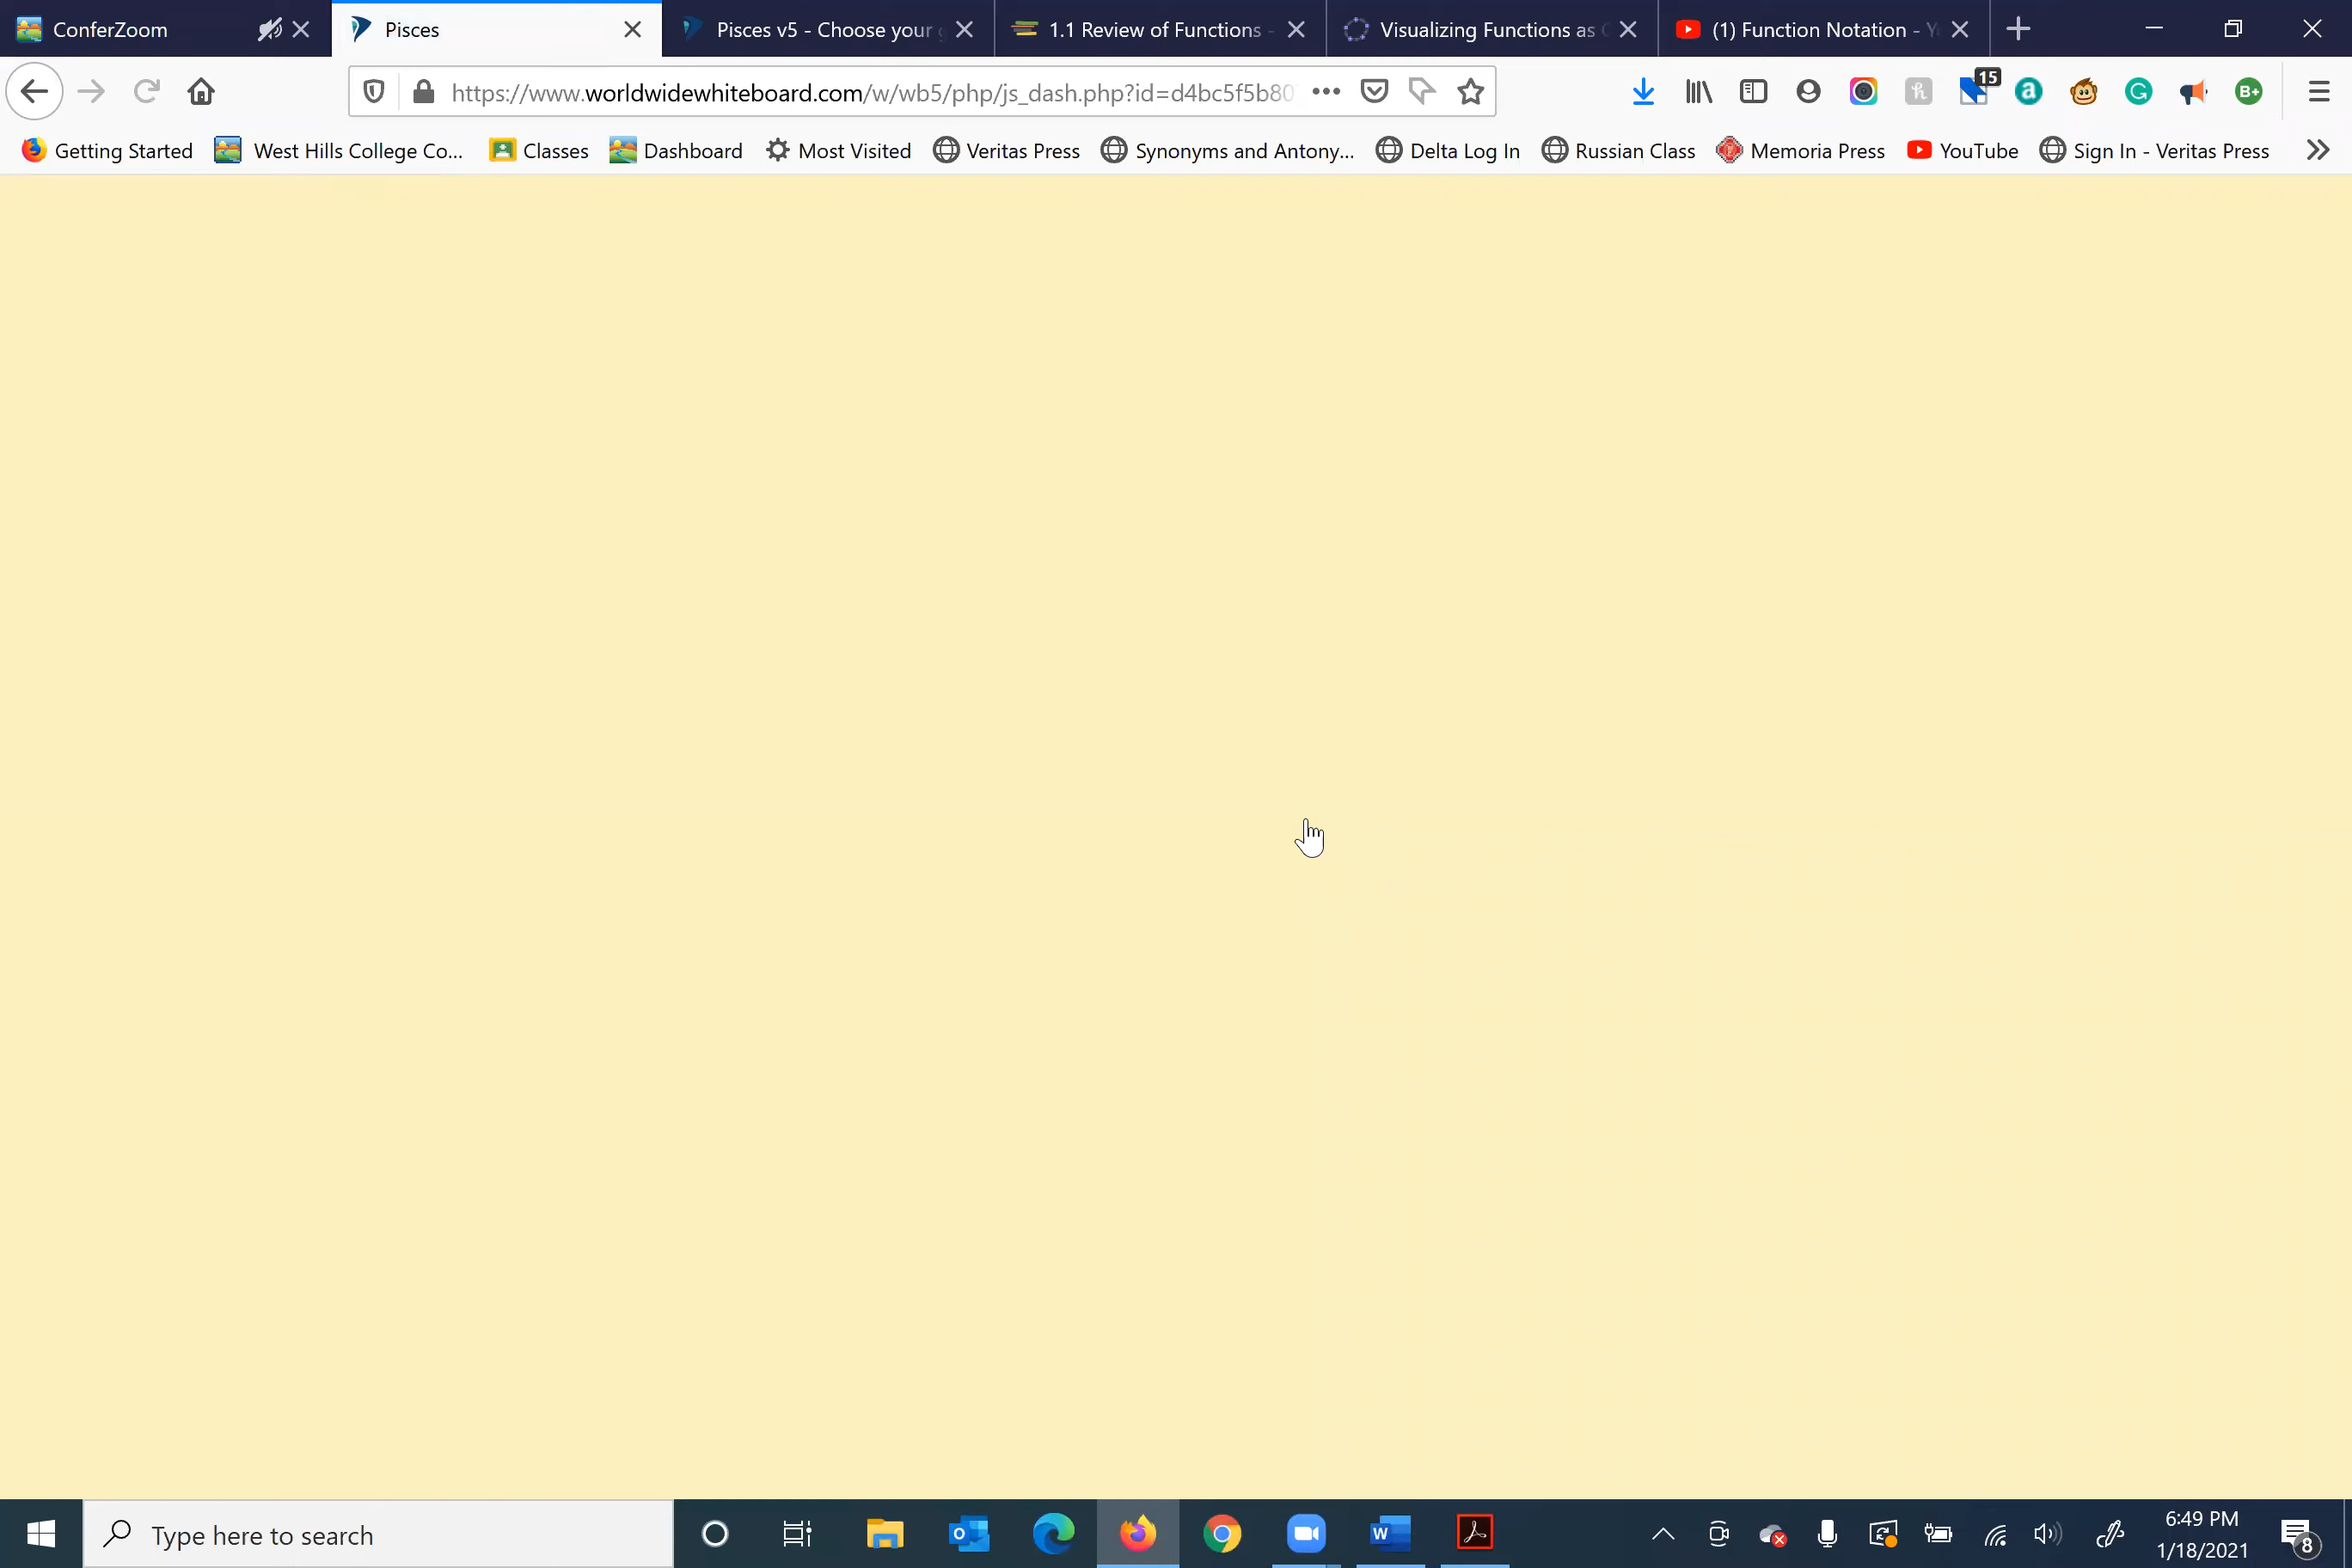 ConferZoom
Pisces
Pisces v5 - Choose your
1.1 Review of Functions -
Visualizing Functions as
(1) Function Notation -
https://www.worldwidewhiteboard.com/w/wb5/php/js_dash.php?id=d4bc5f5b80
15
B+
Getting Started
West Hills College Co...
Classes
Dashboard
Most Visited
Veritas Press
Synonyms and Antony...
Delta Log In
Russian Class
Memoria Press
YouTube
Sign In - Veritas Press
Type here to search
6:49 PM
1/18/2021
8